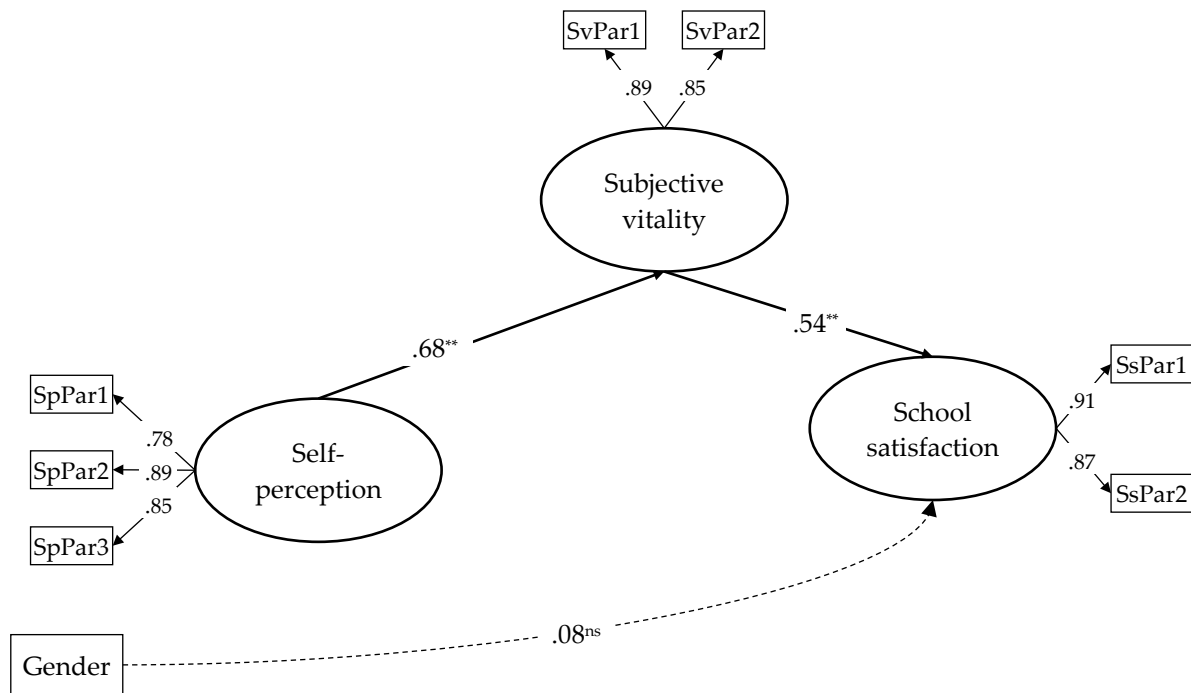 SvPar1
SvPar2
.89
.85
Subjective
vitality
.68**
.54**
SpPar1
SpPar2
SpPar3
.78
.89
.85
Self-
perception
School
satisfaction
SsPar1
.91
.87
SsPar2
.08ns
Gender